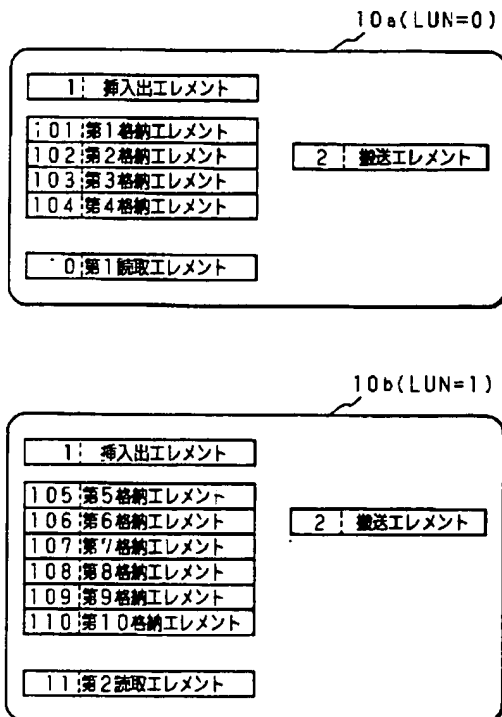 10a(LUN=0)
1 挿入出エレメント
101 第1格納エレメント
102 第2格納エレメント
103 第3格納エレメント
104 第4格納エレメント
2 搬送エレメント
第1読取エレメント
10b(LUN=1)
1 挿入出エレメント
105 第5格納エレメント
106 第6格納エレメント
107 第7格納エレメント
108 第8格納エレメント
109 第9格納エレメント
110 第10格納エレメント
2 搬送エレメント
11 第2読取エレメント